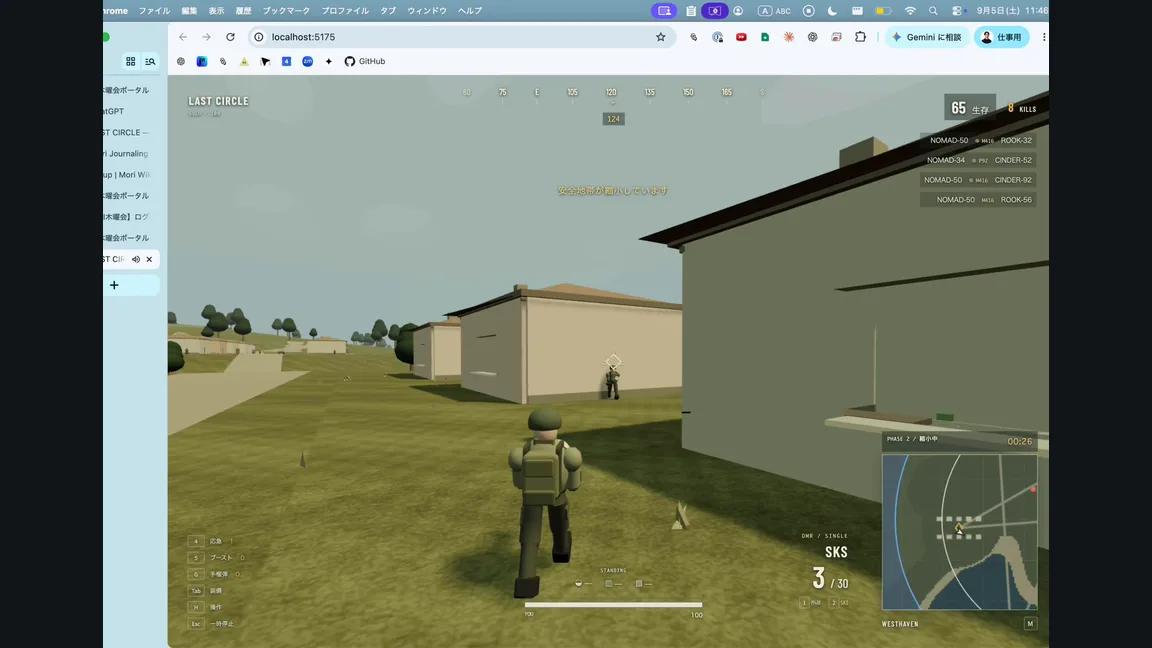 hrome ファイル 編集 表示 履歴 ブックマーク プロファイル タブ ウィンドウ ヘルプ
A ABC
9月5日(土) 11:46
localhost:5175
Gemini に相談
仕事用
GitHub
木曜会ポータル
atGPT
ST CIRCLE —
ri Journaling
up | Mori Wik
木曜会ポータル
木曜会】ログ
木曜会ポータル
ST CIR
LAST CIRCLE
60 75 E 105 120 135 150 165 S
124
65 生存
8 KILLS
NOMAD-50 M416 ROOK-32
NOMAD-34 P92 CINDER-52
NOMAD-50 M416 CINDER-92
NOMAD-50 M416 ROOK-56
安全地帯が縮小しています
PHASE 2 / 縮小中
00:26
4 応急 1
5 ブースト 0
G 手榴弾 0
Tab 装備
H 操作
Esc 一時停止
STANDING
YOU
100
DMR / SINGLE
SKS
3 / 30
1 M416 2 SKS
WESTHAVEN
M